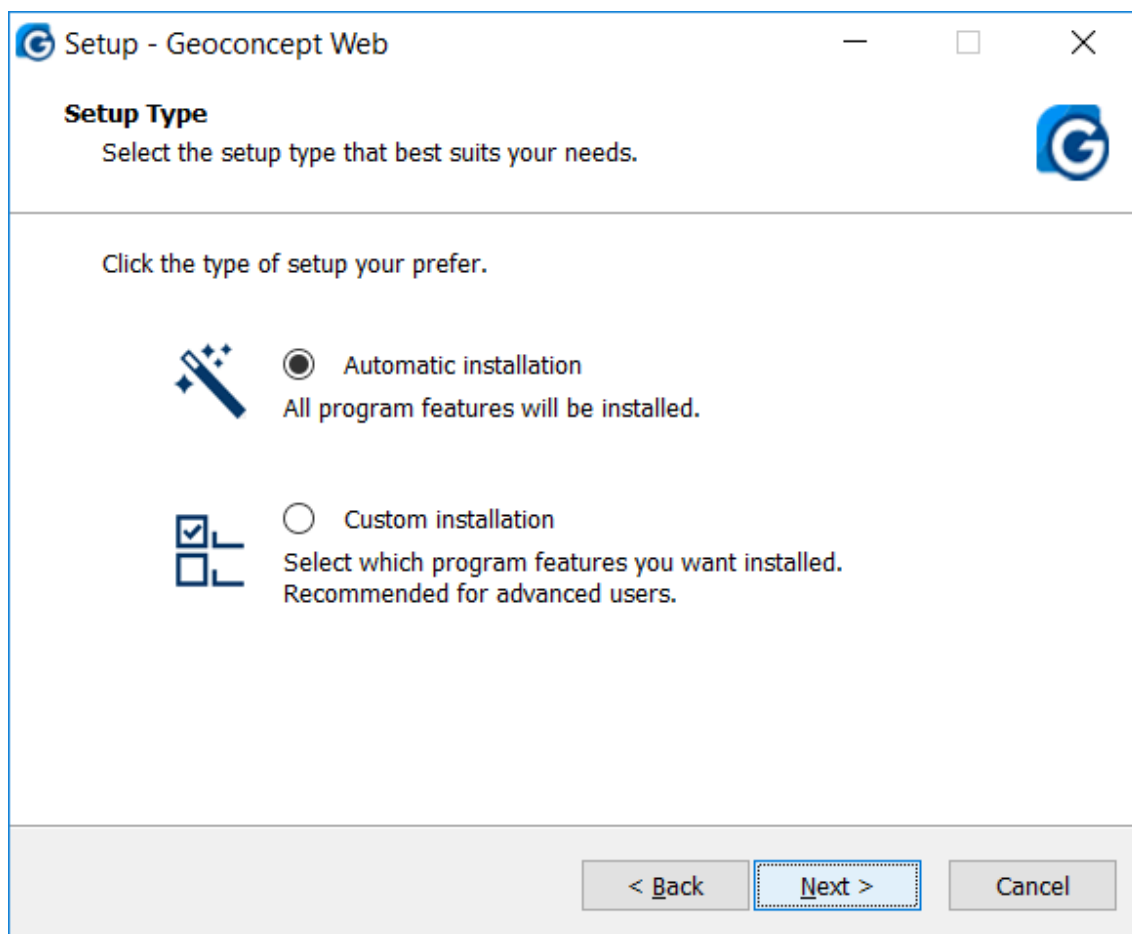 Setup - Geoconcept Web
Setup Type
Select the setup type that best suits your needs.
Click the type of setup your prefer.
Automatic installation
All program features will be installed.
Custom installation
Select which program features you want installed.
Recommended for advanced users.
< Back
Next >
Cancel